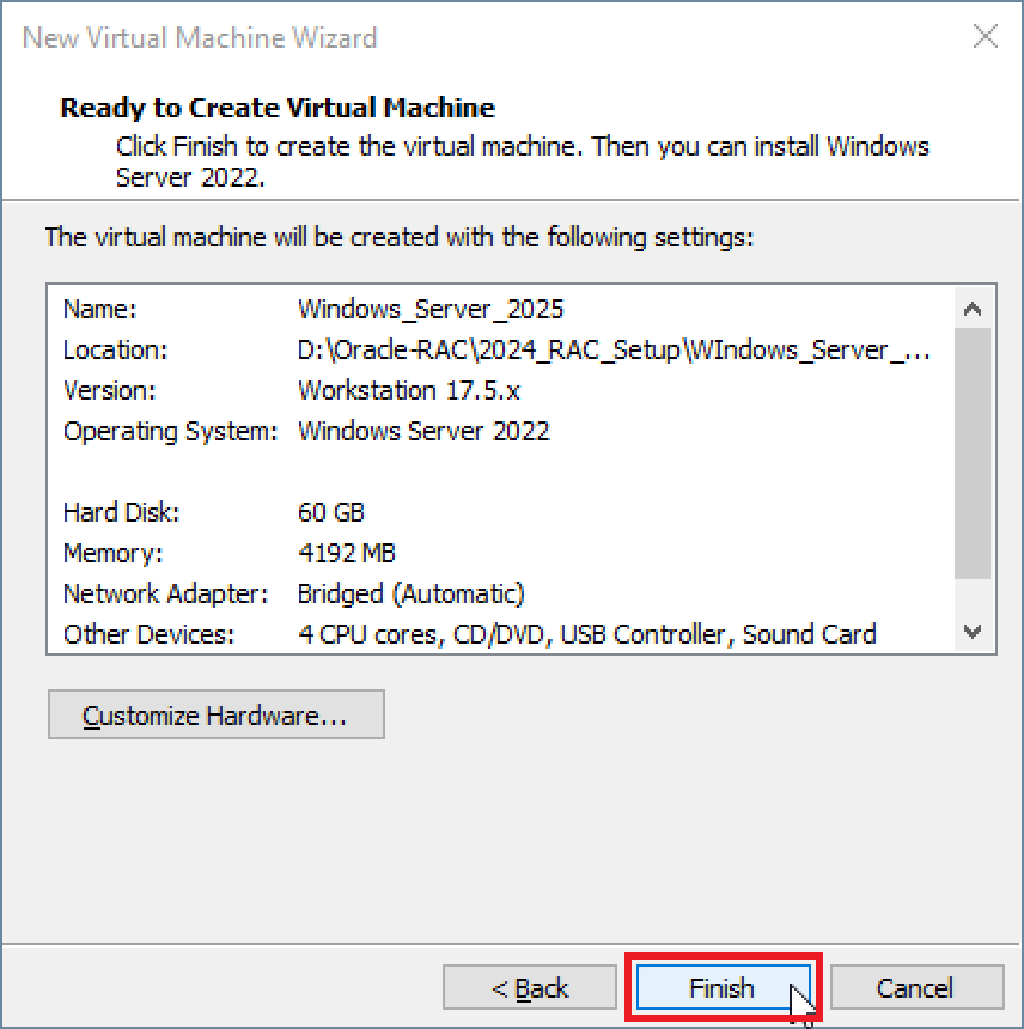 New Virtual Machine Wizard
Ready to Create Virtual Machine
Click Finish to create the virtual machine. Then you can install Windows
Server 2022.
The virtual machine will be created with the following settings:
Name: Windows_Server_2025
Location: D:\Oracle-RAC\2024_RAC_Setup\WIndows_Server_...
Version: Workstation 17.5.x
Operating System: Windows Server 2022
Hard Disk: 60 GB
Memory: 4192 MB
Network Adapter: Bridged (Automatic)
Other Devices: 4 CPU cores, CD/DVD, USB Controller, Sound Card
Customize Hardware...
< Back Finish Cancel